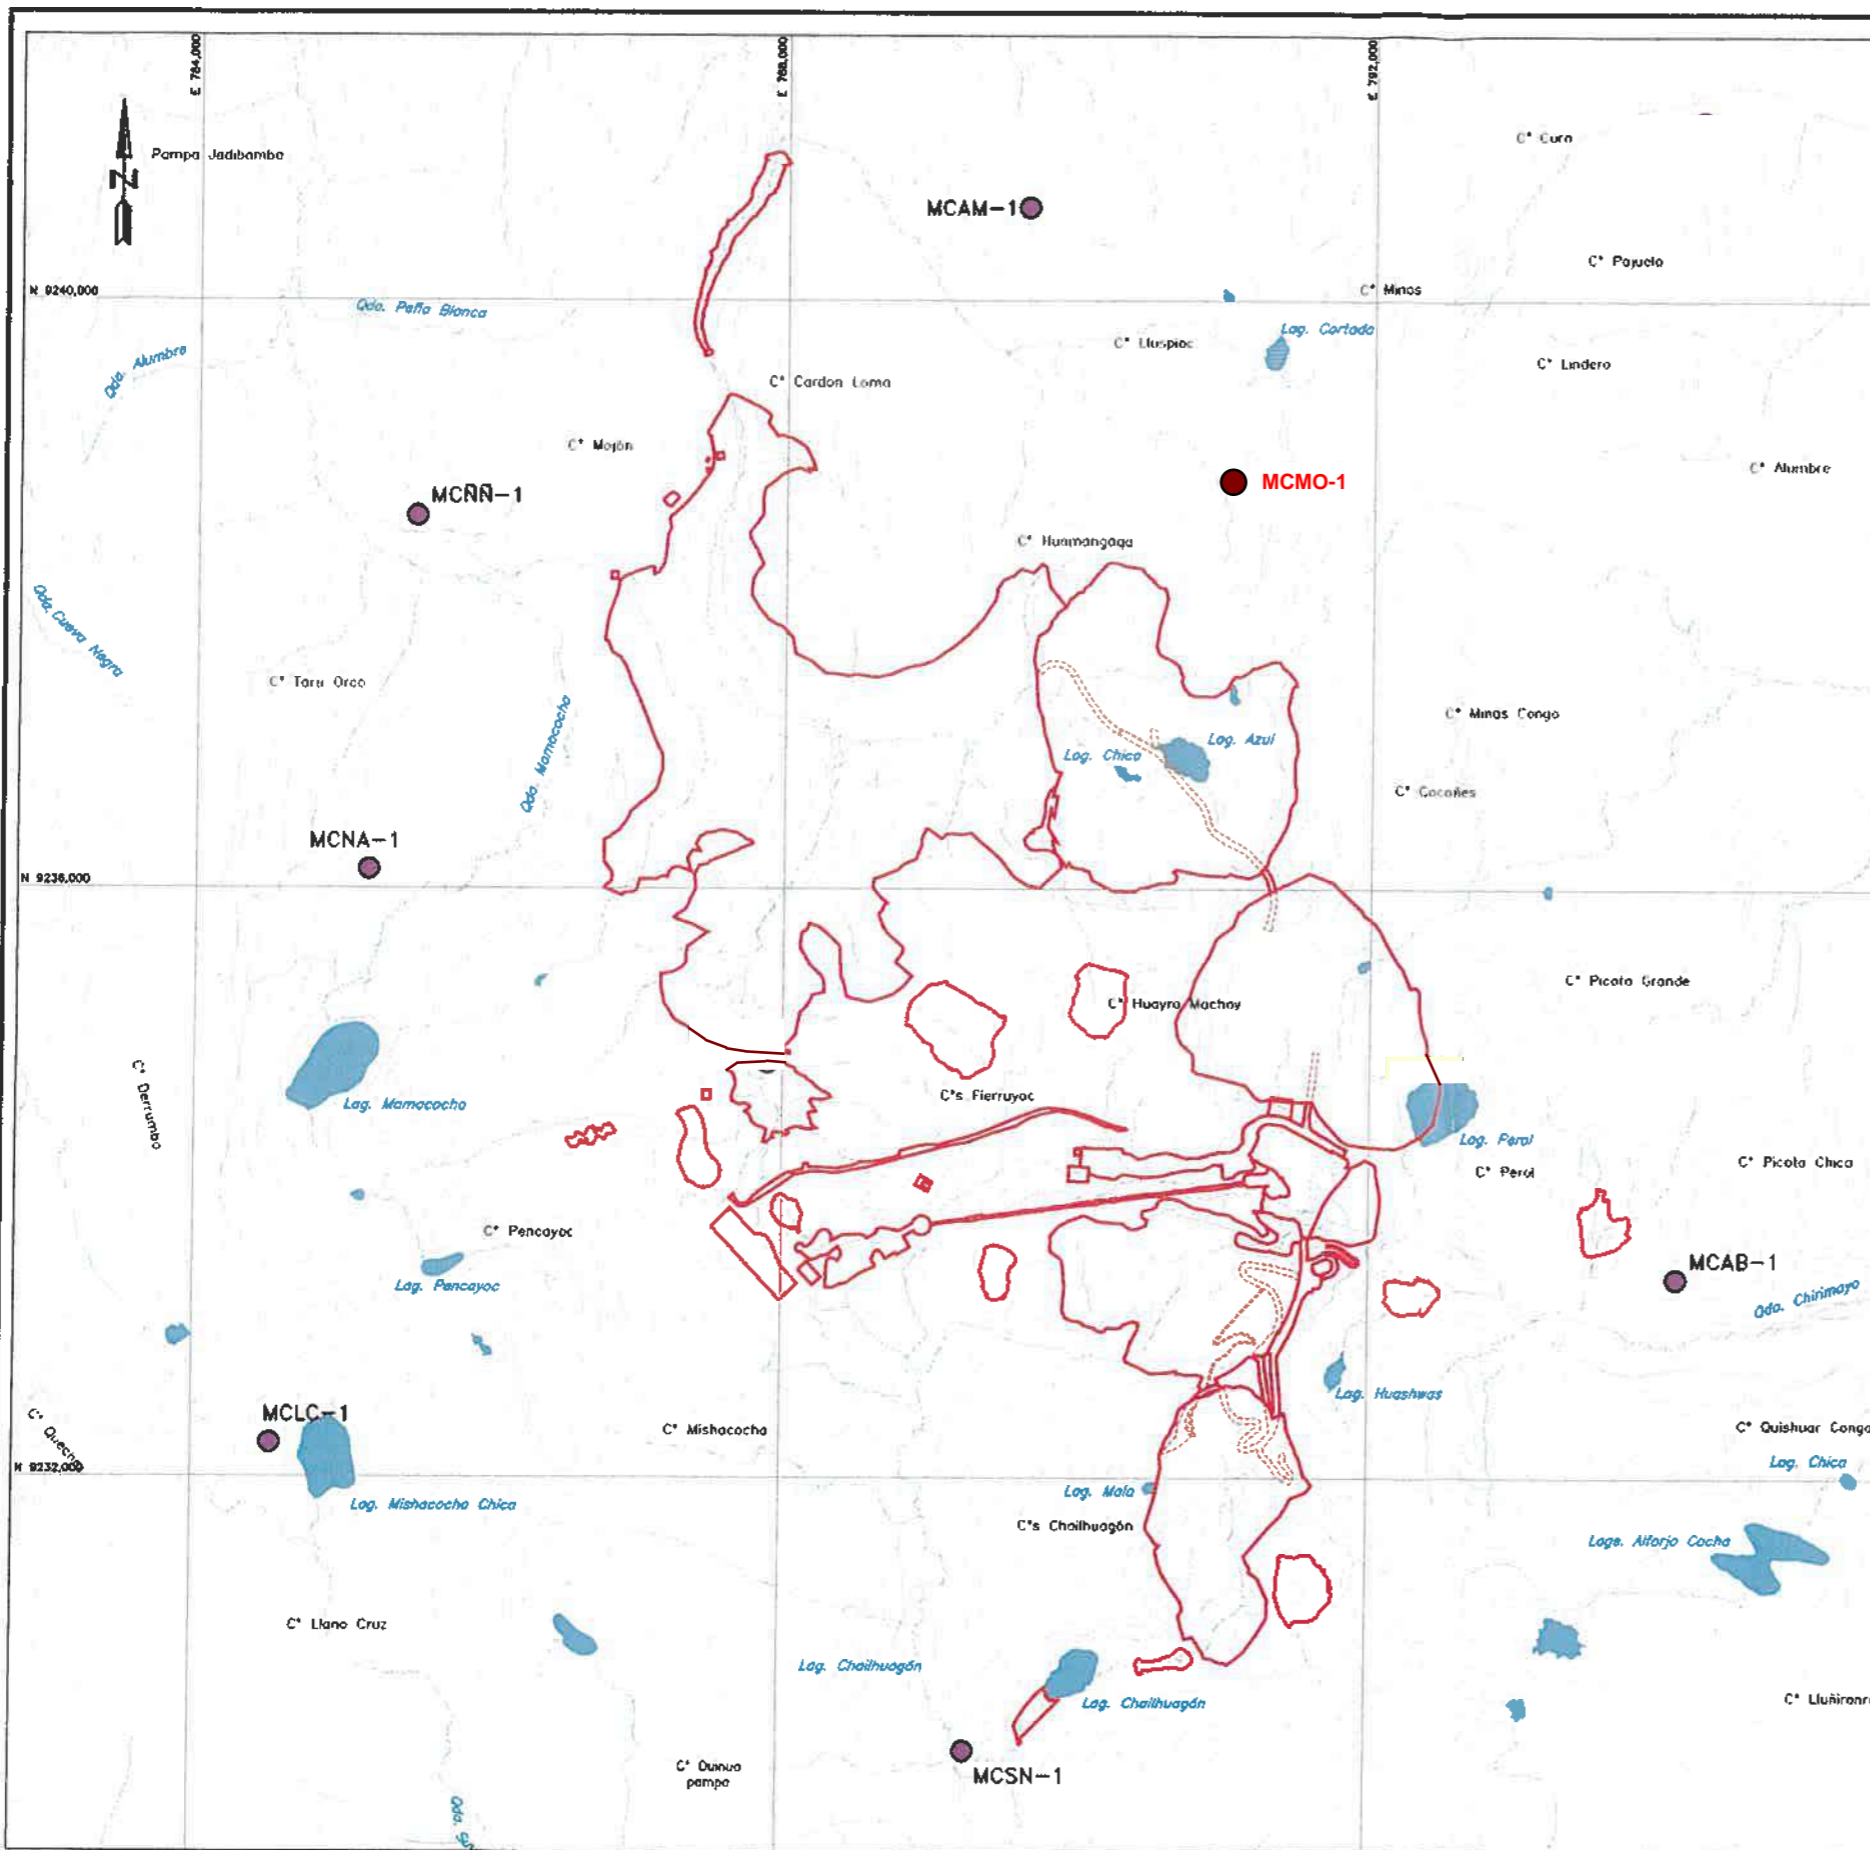 E 784,000
E 788,000
E 792,000
N
Pampa Jadibamba
C° Cura
MCAM-1
C° Pajuelo
N 9240,000
C° Minas
Qda. Peña Blanca
Lag. Cortada
C° Lluspioc
Qda. Alumbre
C° Lindero
C° Cardon Loma
C° Mojón
C° Alumbre
MCMO-1
MCÑÑ-1
C° Huamangaga
Qda. Cueva Negra
C° Taru Orco
Qda. Mamacocha
C° Minas Congo
Lag. Azul
Lag. Chica
C° Cocañes
MCNA-1
N 9236,000
C° Picota Grande
C° Huayra Machay
C° Derrumbo
C°s Fierruyoc
Lag. Mamacocha
Lag. Perol
C° Picota Chica
C° Perol
C° Pencayoc
MCAB-1
Lag. Pencayoc
Qda. Chirimayo
Lag. Huashwas
MCLC-1
C° Mishacocha
C° Quishuar Conga
N 9232,000
Lag. Chica
Lag. Mala
Lag. Mishacocha Chica
C°s Chailhuagón
Lags. Alforja Cocha
C° Llano Cruz
Lag. Chailhuagón
Lag. Chailhuagón
C° Quinua
pampa
MCSN-1